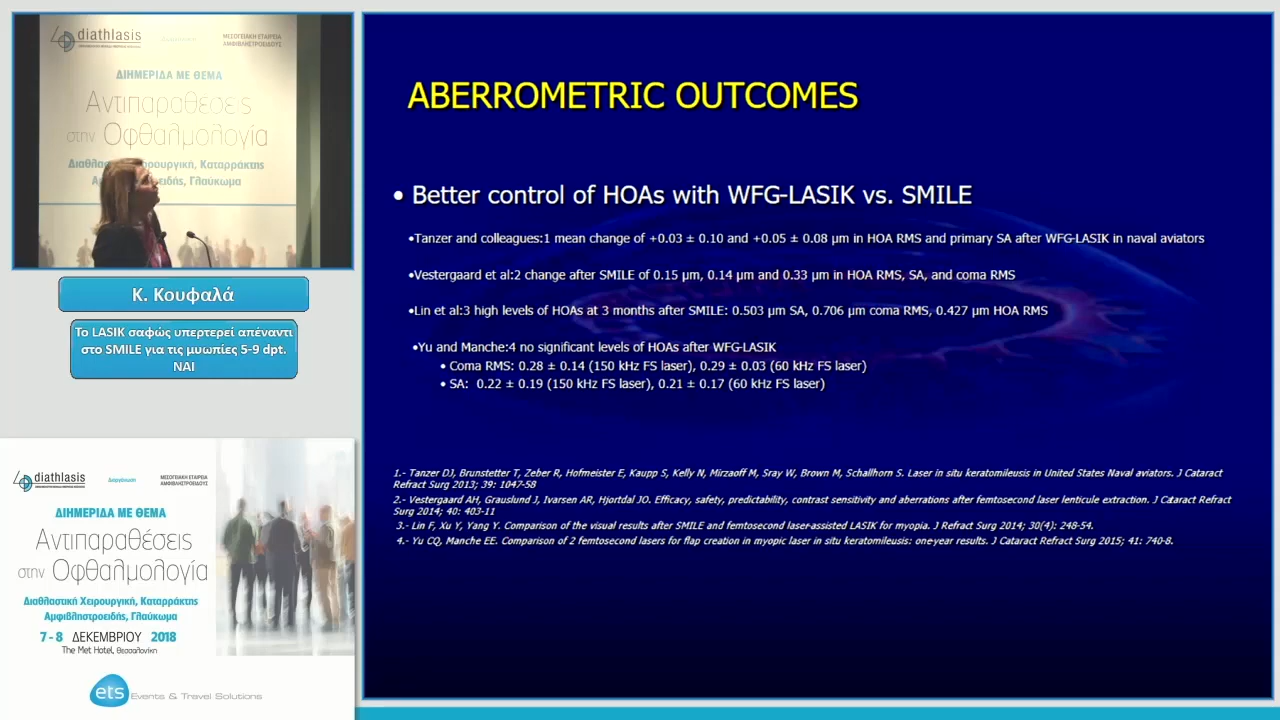 diathlasis
ΜΕΣΟΓΕΙΑΚΗ ΕΤΑΙΡΕΙΑ
ΑΜΦΙΒΛΗΣΤΡΟΕΙΔΟΥΣ
ΔΙΗΜΕΡΙΔΑ ΜΕ ΘΕΜΑ
Αντιπαραθέσεις
στην Οφθαλμολογία
Κ. Κουφαλά
Το LASIK σαφώς υπερτερεί απέναντι
στο SMILE για τις μυωπίες 5-9 dpt.
ΝΑΙ
diathlasis
Διοργάνωση
ΜΕΣΟΓΕΙΑΚΗ ΕΤΑΙΡΕΙΑ
ΑΜΦΙΒΛΗΣΤΡΟΕΙΔΟΥΣ
ΔΙΗΜΕΡΙΔΑ ΜΕ ΘΕΜΑ
Αντιπαραθέσεις
στην Οφθαλμολογία
Διαθλαστική Χειρουργική, Καταρράκτης
Αμφιβληστροειδής, Γλαύκωμα
7-8 ΔΕΚΕΜΒΡΙΟΥ 2018
The Met Hotel, Θεσσαλονίκη
ets Events & Travel Solutions
ABERROMETRIC OUTCOMES
• Better control of HOAs with WFG-LASIK vs. SMILE
•Tanzer and colleagues:1 mean change of +0.03 ± 0.10 and +0.05 ± 0.08 µm in HOA RMS and primary SA after WFG-LASIK in naval aviators
•Vestergaard et al:2 change after SMILE of 0.15 µm, 0.14 µm and 0.33 µm in HOA RMS, SA, and coma RMS
•Lin et al:3 high levels of HOAs at 3 months after SMILE: 0.503 µm SA, 0.706 µm coma RMS, 0.427 µm HOA RMS
•Yu and Manche:4 no significant levels of HOAs after WFG-LASIK
• Coma RMS: 0.28 ± 0.14 (150 kHz FS laser), 0.29 ± 0.03 (60 kHz FS laser)
• SA: 0.22 ± 0.19 (150 kHz FS laser), 0.21 ± 0.17 (60 kHz FS laser)
1.- Tanzer DJ, Brunstetter T, Zeber R, Hofmeister E, Kaupp S, Kelly N, Mirzaoff M, Sray W, Brown M, Schallhorn S. Laser in situ keratomileusis in United States Naval aviators. J Cataract
Refract Surg 2013; 39: 1047-58
2.- Vestergaard AH, Grauslund J, Ivarsen AR, Hjortdal JO. Efficacy, safety, predictability, contrast sensitivity and aberrations after femtosecond laser lenticule extraction. J Cataract Refract
Surg 2014; 40: 403-11
3.- Lin F, Xu Y, Yang Y. Comparison of the visual results after SMILE and femtosecond laser-assisted LASIK for myopia. J Refract Surg 2014; 30(4): 248-54.
4.- Yu CQ, Manche EE. Comparison of 2 femtosecond lasers for flap creation in myopic laser in situ keratomileusis: one-year results. J Cataract Refract Surg 2015; 41: 740-8.